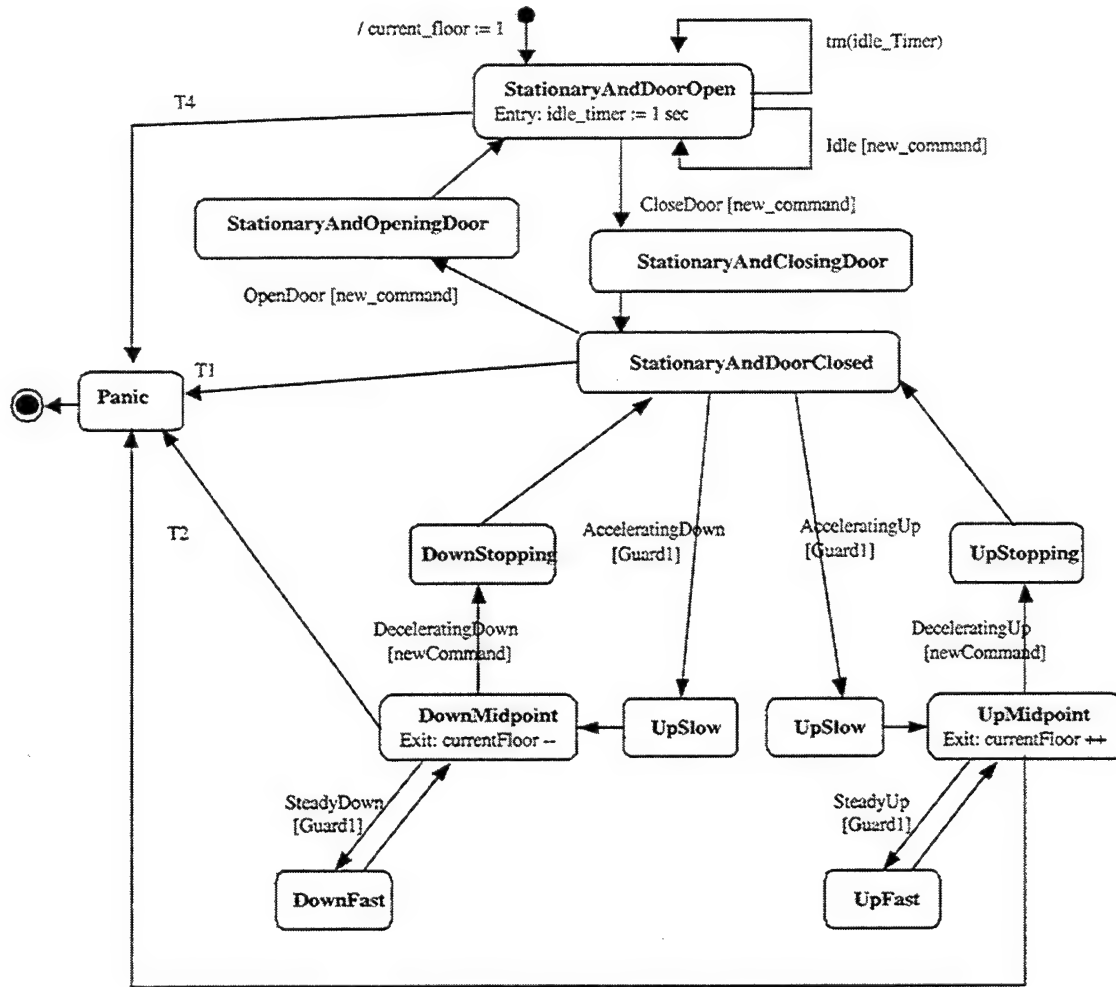 / current_floor := 1
tm(idle_Timer)
StationaryAndDoorOpen
Entry: idle_timer := 1 sec
T4
Idle [new_command]
CloseDoor [new_command]
StationaryAndOpeningDoor
StationaryAndClosingDoor
OpenDoor [new_command]
StationaryAndDoorClosed
T1
Panic
T2
AcceleratingDown
[Guard1]
AcceleratingUp
[Guard1]
DownStopping
UpStopping
DeceleratingDown
[newCommand]
DeceleratingUp
[newCommand]
DownMidpoint
Exit: currentFloor --
UpSlow
UpSlow
UpMidpoint
Exit: currentFloor ++
SteadyDown
[Guard1]
SteadyUp
[Guard1]
DownFast
UpFast